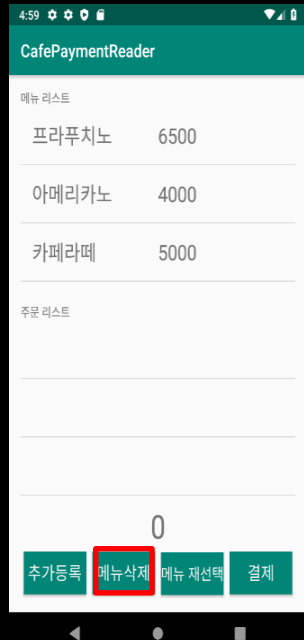 4:59
CafePaymentReader
메뉴 리스트
프라푸치노 6500
아메리카노 4000
카페라떼 5000
주문 리스트
0
추가등록 메뉴삭제 메뉴 재선택 결제